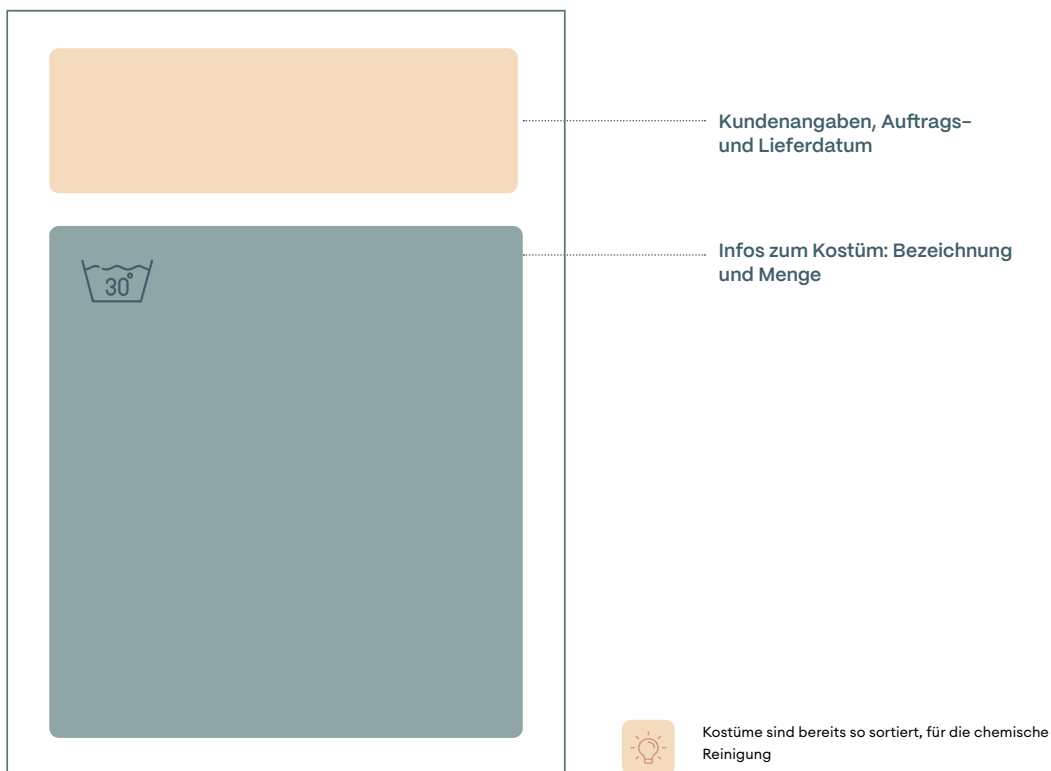 Kundenangaben, Auftrags-
und Lieferdatum
Infos zum Kostüm: Bezeichnung
und Menge
30°
Kostüme sind bereits so sortiert, für die chemische
Reinigung